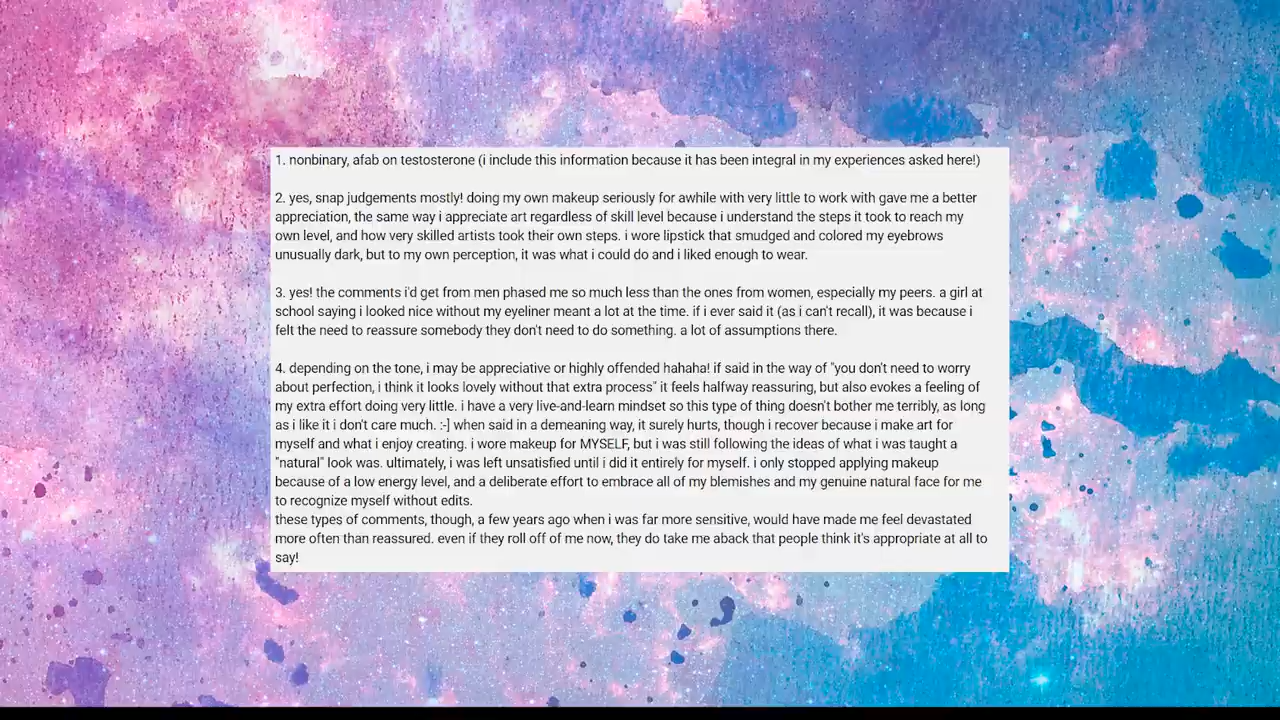 1. nonbinary, afab on testosterone (i include this information because it has been integral in my experiences asked here!)
2. yes, snap judgements mostly! doing my own makeup seriously for awhile with very little to work with gave me a better
appreciation, the same way i appreciate art regardless of skill level because i understand the steps it took to reach my
own level, and how very skilled artists took their own steps. i wore lipstick that smudged and colored my eyebrows
unusually dark, but to my own perception, it was what i could do and i liked enough to wear.
3. yes! the comments i'd get from men phased me so much less than the ones from women, especially my peers. a girl at
school saying i looked nice without my eyeliner meant a lot at the time. if i ever said it (as i can't recall), it was because i
felt the need to reassure somebody they don't need to do something. a lot of assumptions there.
4. depending on the tone, i may be appreciative or highly offended hahaha! if said in the way of "you don't need to worry
about perfection, i think it looks lovely without that extra process" it feels halfway reassuring, but also evokes a feeling of
my extra effort doing very little. i have a very live-and-learn mindset so this type of thing doesn't bother me terribly, as long
as i like it i don't care much. :-] when said in a demeaning way, it surely hurts, though i recover because i make art for
myself and what i enjoy creating. i wore makeup for MYSELF, but i was still following the ideas of what i was taught a
"natural" look was. ultimately, i was left unsatisfied until i did it entirely for myself. i only stopped applying makeup
because of a low energy level, and a deliberate effort to embrace all of my blemishes and my genuine natural face for me
to recognize myself without edits.
these types of comments, though, a few years ago when i was far more sensitive, would have made me feel devastated
more often than reassured. even if they roll off of me now, they do take me aback that people think it's appropriate at all to
say!